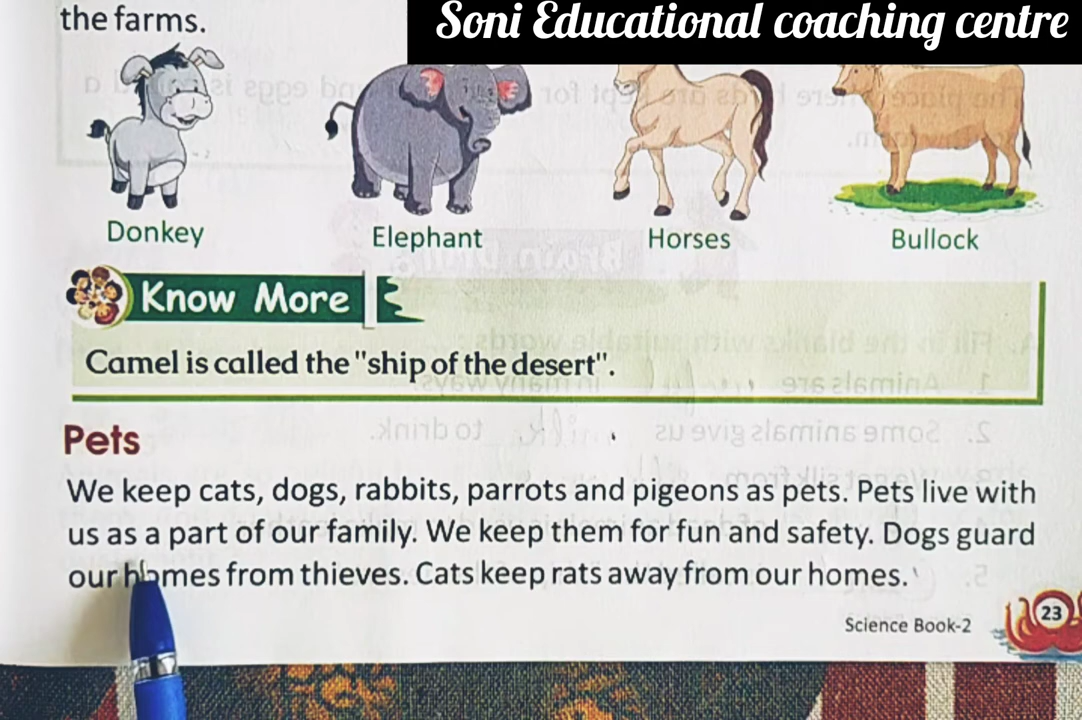 Soni Educational coaching centre
the farms.
Donkey
Elephant
Horses
Bullock
Know More
Camel is called the "ship of the desert".
Pets
We keep cats, dogs, rabbits, parrots and pigeons as pets. Pets live with
us as a part of our family. We keep them for fun and safety. Dogs guard
our homes from thieves. Cats keep rats away from our homes.
Science Book-2
23